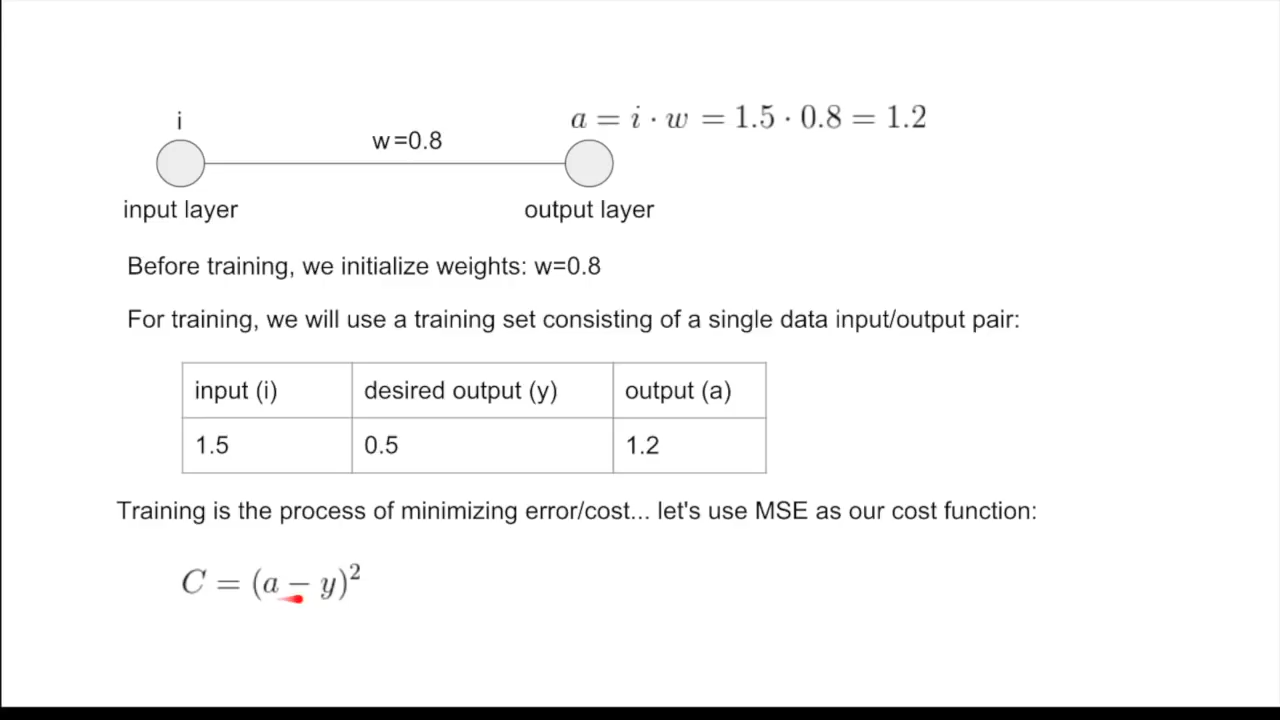 i
w=0.8
a = i · w = 1.5 · 0.8 = 1.2
input layer
output layer
Before training, we initialize weights: w=0.8
For training, we will use a training set consisting of a single data input/output pair:
input (i) desired output (y) output (a)
1.5 0.5 1.2
Training is the process of minimizing error/cost... let's use MSE as our cost function:
C = (a − y)²